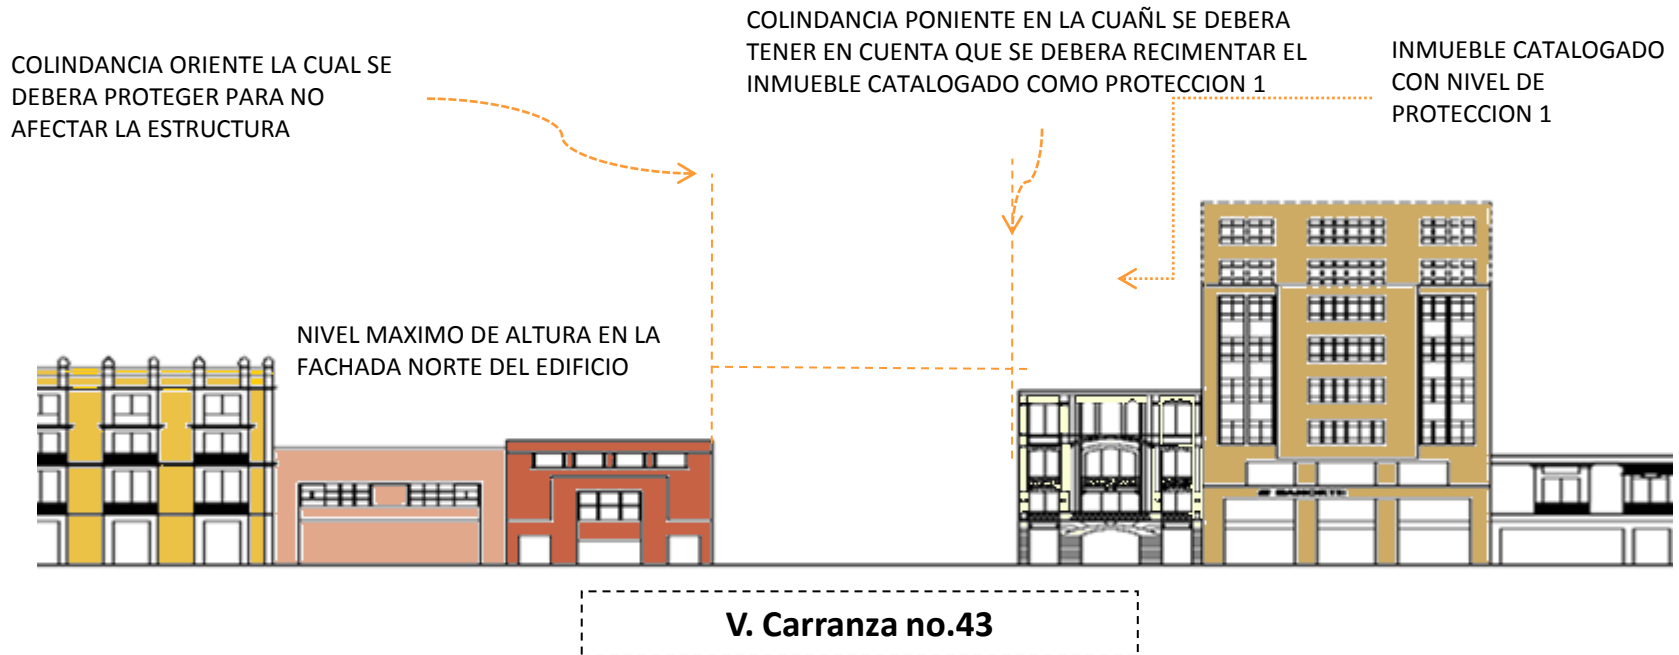 COLINDANCIA ORIENTE LA CUAL SE
DEBERA PROTEGER PARA NO
AFECTAR LA ESTRUCTURA
COLINDANCIA PONIENTE EN LA CUAÑL SE DEBERA
TENER EN CUENTA QUE SE DEBERA RECIMENTAR EL
INMUEBLE CATALOGADO COMO PROTECCION 1
INMUEBLE CATALOGADO
CON NIVEL DE
PROTECCION 1
NIVEL MAXIMO DE ALTURA EN LA
FACHADA NORTE DEL EDIFICIO
BANORTE
V. Carranza no.43